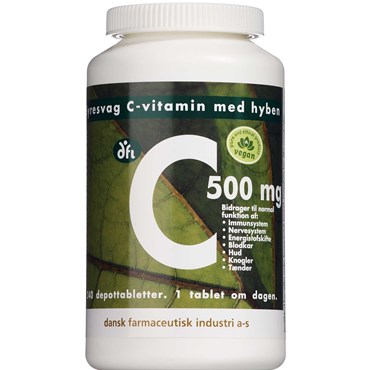 yresvag C-vitamin med hyben
dfi
vegan
C
500 mg
Bidrager til normal
funktion af:
• Immunsystem
• Nervesystem
• Energistofskifte
• Blodkar
• Hud
• Knogler
• Tænder
240 depottabletter. 1 tablet om dagen.
dansk farmaceutisk industri a-s